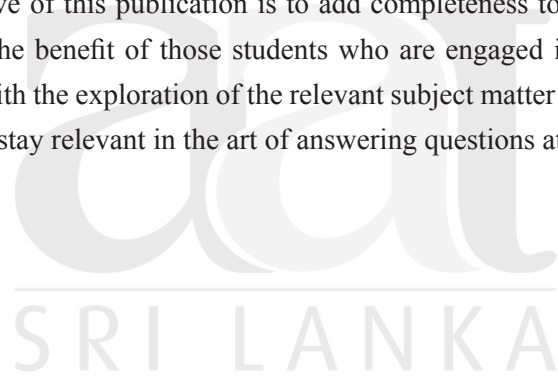 ve of this publication is to add completeness to
he benefit of those students who are engaged i
ith the exploration of the relevant subject matter
stay relevant in the art of answering questions at
aat
SRI LANKA